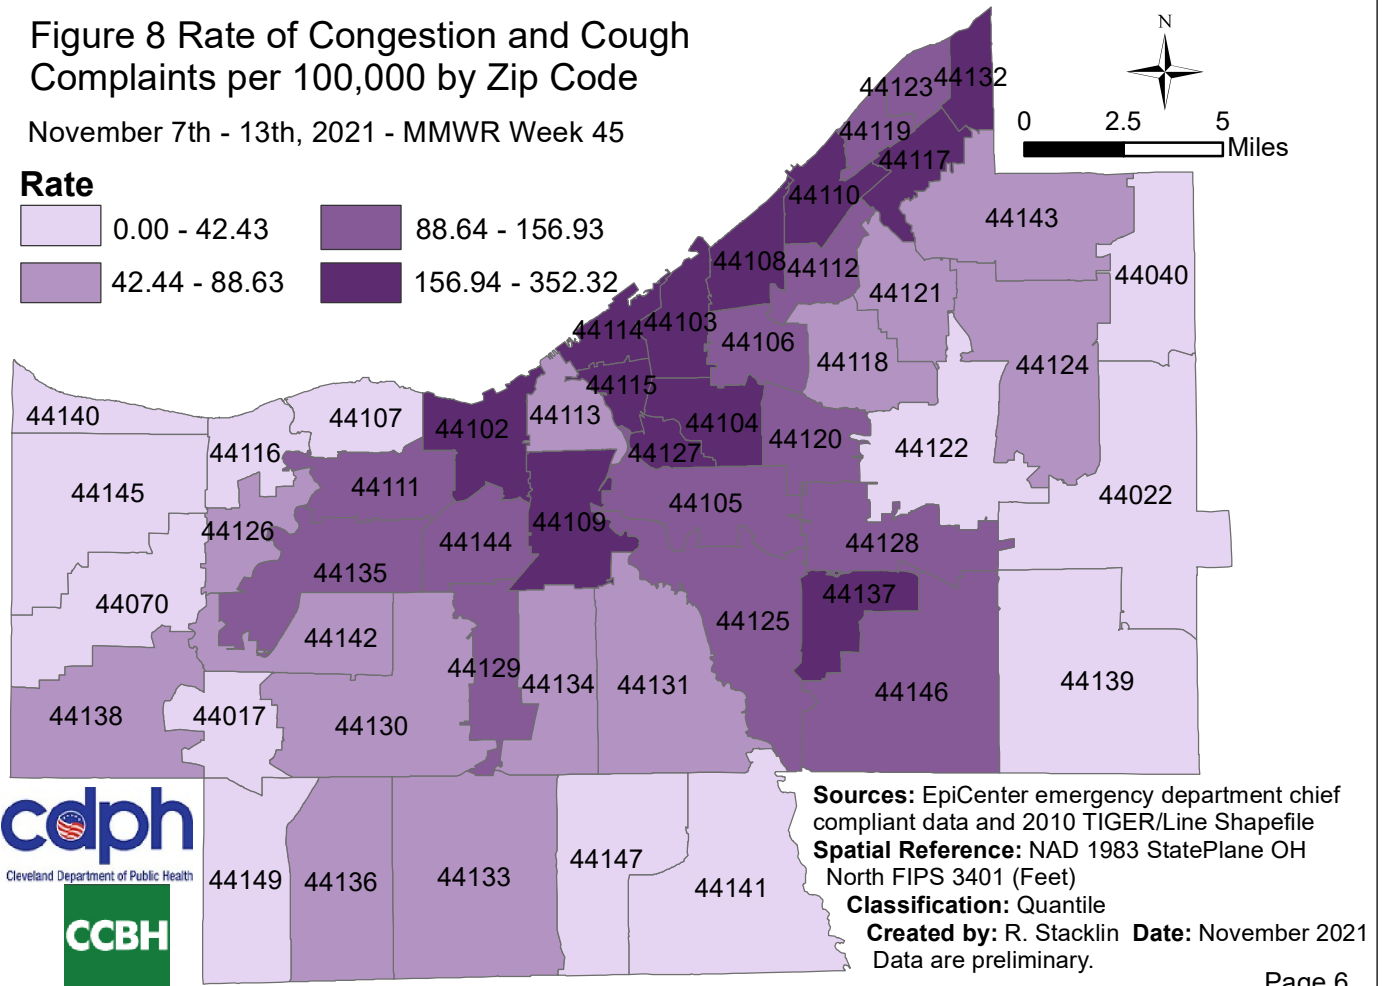 Figure 8 Rate of Congestion and Cough
Complaints per 100,000 by Zip Code
November 7th - 13th, 2021 - MMWR Week 45
Rate
0.00 - 42.43
88.64 - 156.93
42.44 - 88.63
156.94 - 352.32
N
0 2.5 5
Miles
44123
44132
44119
44117
44110
44143
44108
44112
44040
44121
44114
44103
44106
44118
44124
44115
44140
44107
44102
44113
44104
44120
44116
44127
44122
44145
44111
44105
44022
44126
44109
44144
44128
44135
44070
44137
44125
44142
44129
44134
44131
44146
44139
44138
44017
44130
44149
44136
44133
44147
44141
cdph
Cleveland Department of Public Health
CCBH
Sources: EpiCenter emergency department chief
compliant data and 2010 TIGER/Line Shapefile
Spatial Reference: NAD 1983 StatePlane OH
North FIPS 3401 (Feet)
Classification: Quantile
Created by: R. Stacklin Date: November 2021
Data are preliminary.
Page 6